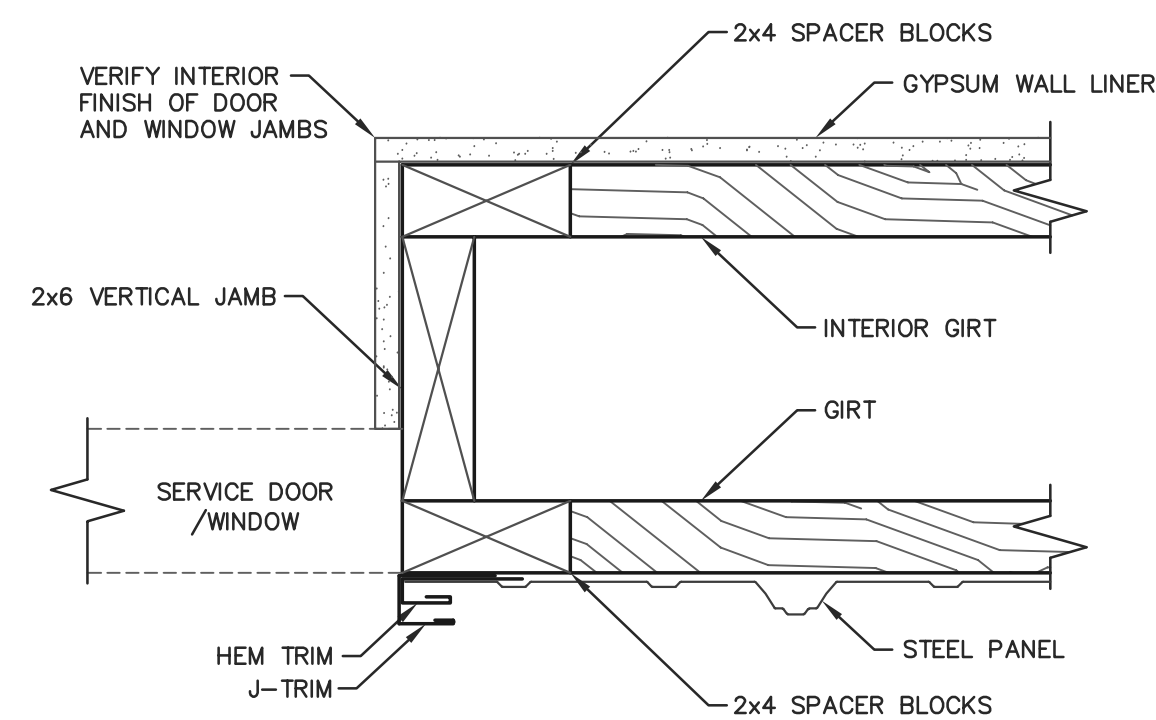 2x4 SPACER BLOCKS
VERIFY INTERIOR
FINISH OF DOOR
AND WINDOW JAMBS
GYPSUM WALL LINER
2x6 VERTICAL JAMB
INTERIOR GIRT
GIRT
SERVICE DOOR
/WINDOW
HEM TRIM
J-TRIM
STEEL PANEL
2x4 SPACER BLOCKS